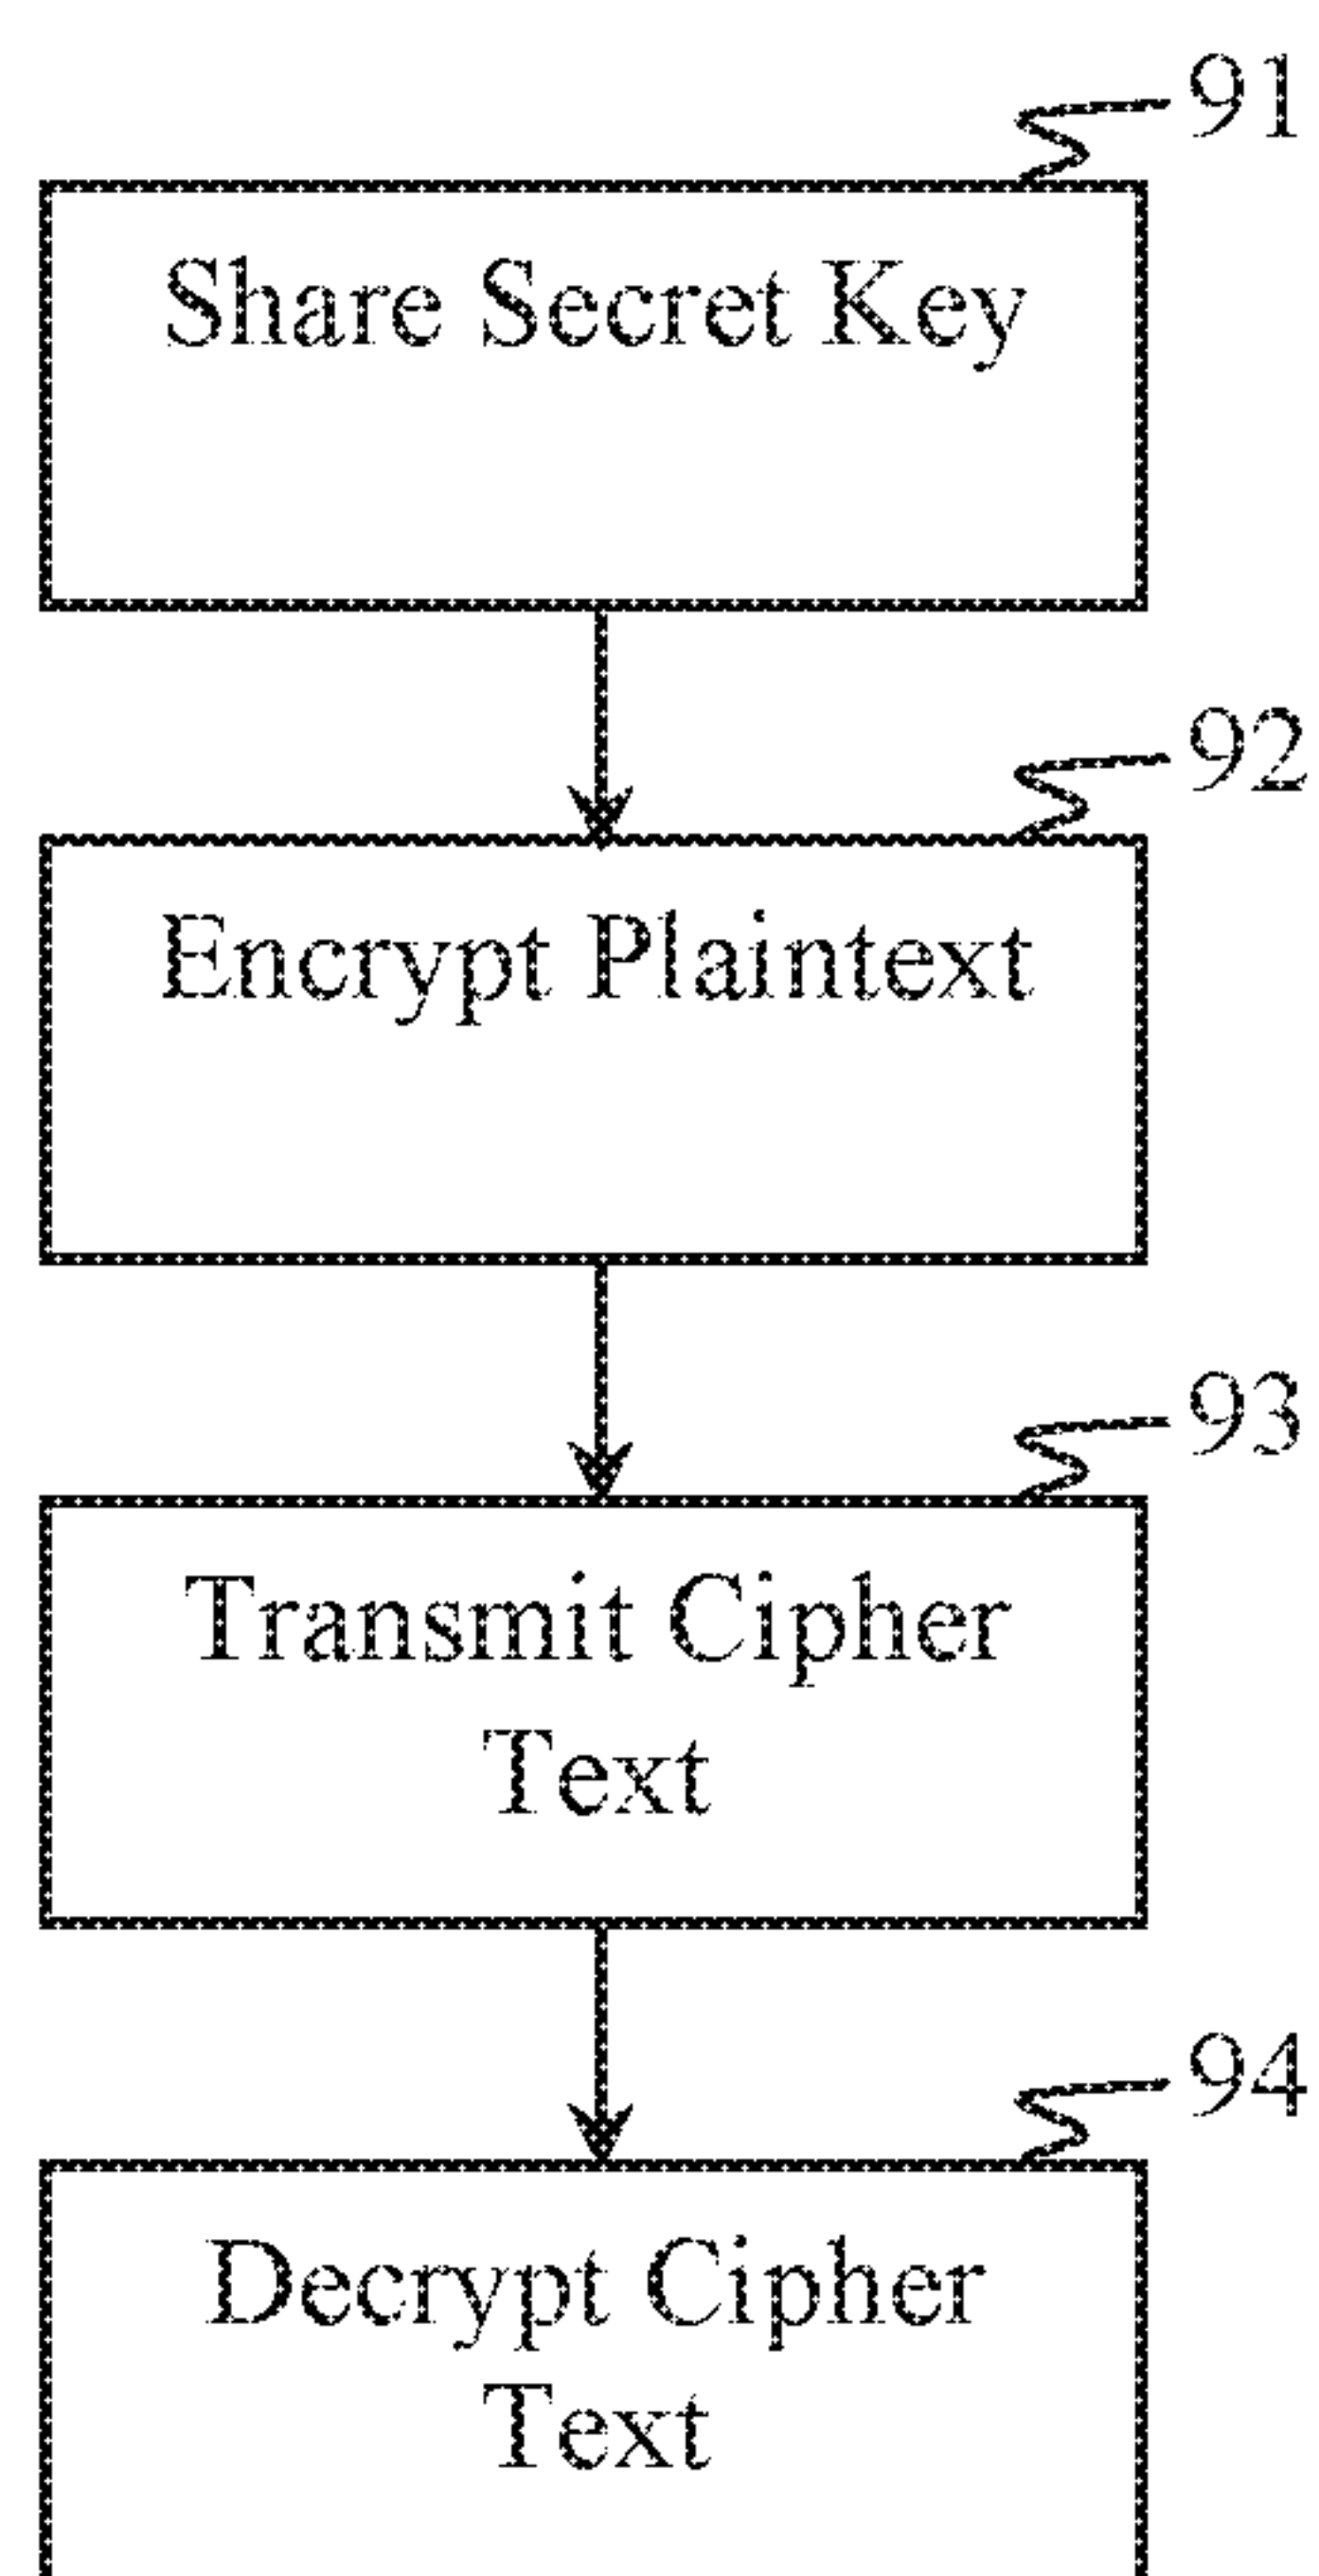 91
Share Secret Key
92
Encrypt Plaintext
93
Transmit Cipher
Text
94
Decrypt Cipher
Text